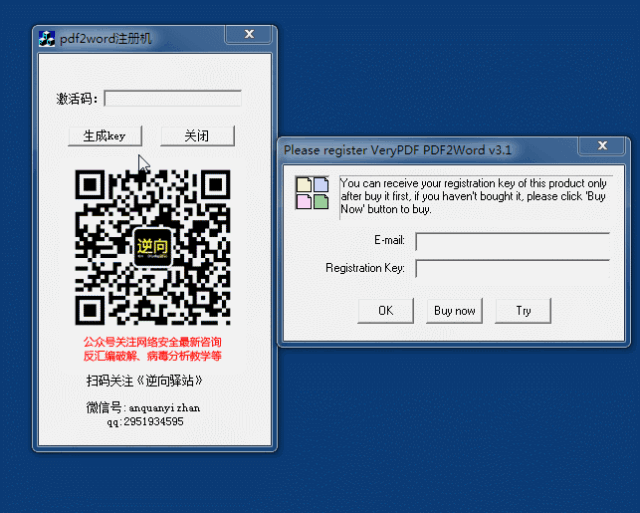 pdf2word注册机
激活码:
生成key
关闭
逆向
公众号关注网络安全最新咨询
反汇编破解、病毒分析教学等
扫码关注《逆向驿站》
微信号:anquanyizhan
qq:2951934595
Please register VeryPDF PDF2Word v3.1
You can receive your registration key of this product only
after buy it first, if you haven't bought it, please click 'Buy
Now' button to buy.
E-mail:
Registration Key:
OK
Buy now
Try